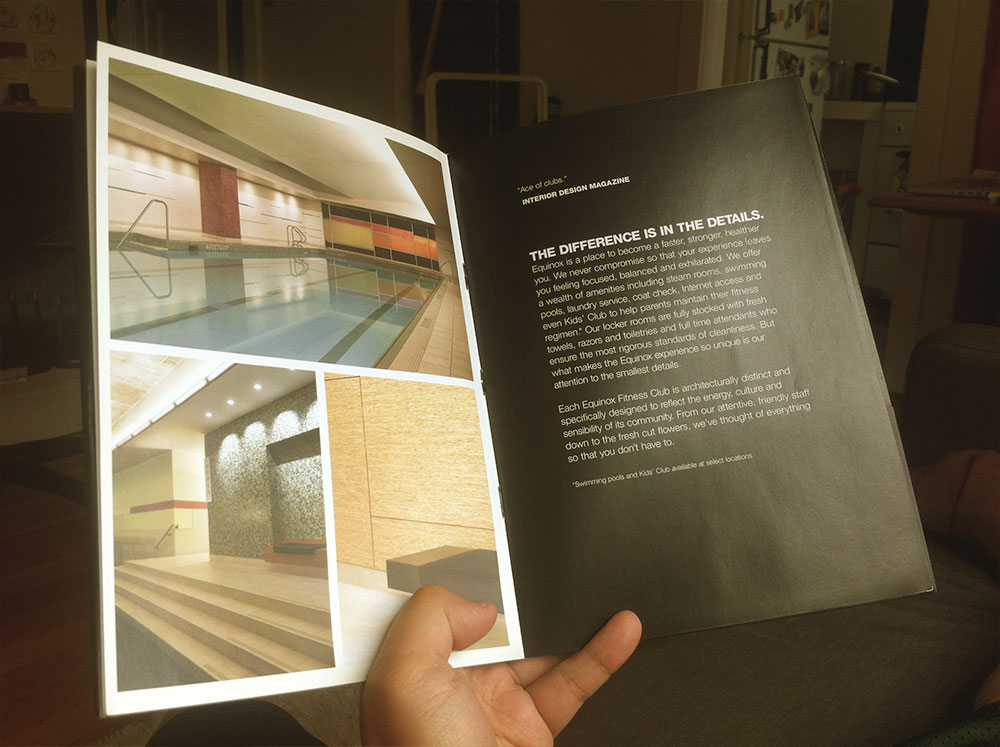 "Ace of clubs."
INTERIOR DESIGN MAGAZINE
THE DIFFERENCE IS IN THE DETAILS.
Equinox is a place to become a faster, stronger, healthier
you. We never compromise so that your experience leaves
you feeling focused, balanced and exhilarated. We offer
a wealth of amenities including steam rooms, swimming
pools, laundry service, coat check, Internet access and
even Kids' Club to help parents maintain their fitness
regimen.* Our locker rooms are fully stocked with fresh
towels, razors and toiletries and full time attendants who
ensure the most rigorous standards of cleanliness. But
what makes the Equinox experience so unique is our
attention to the smallest details.
Each Equinox Fitness Club is architecturally distinct and
specifically designed to reflect the energy, culture and
sensibility of its community. From our attentive, friendly staff
down to the fresh cut flowers, we've thought of everything
so that you don't have to.
*Swimming pools and Kids' Club available at select locations